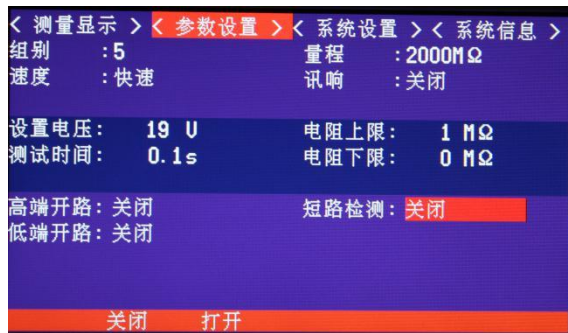 < 测量显示 > < 参数设置 > < 系统设置 > < 系统信息 >
组别 :5 量程 :2000MΩ
速度 :快速 讯响 :关闭
设置电压: 19 V 电阻上限: 1 MΩ
测试时间: 0.1s 电阻下限: 0 MΩ
高端开路: 关闭 短路检测: 关闭
低端开路: 关闭
关闭 打开